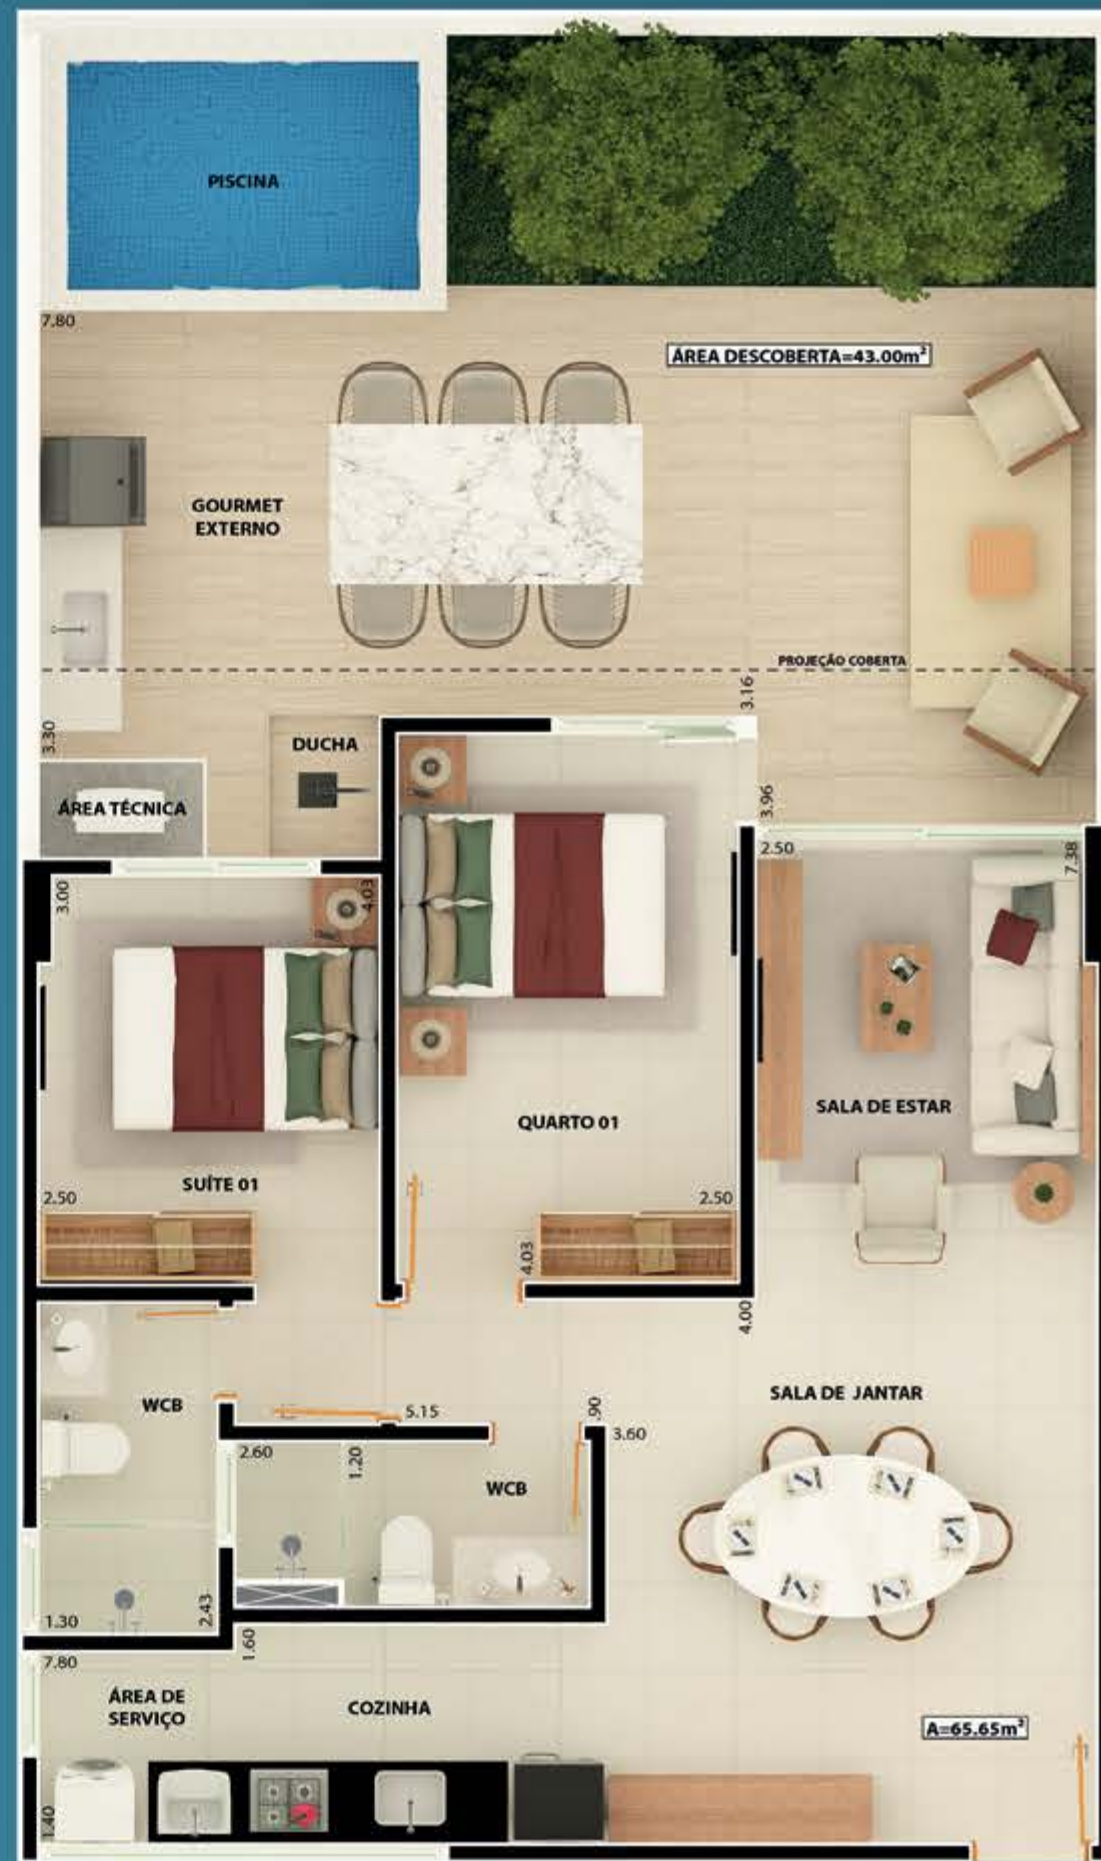 PISCINA
7.80
ÁREA DESCOBERTA=43.00m²
GOURMET
EXTERNO
PROJEÇÃO COBERTA
3.16
3.30
DUCHA
ÁREA TÉCNICA
3.96
2.50
7.38
3.00
4.03
SALA DE ESTAR
QUARTO 01
SUÍTE 01
2.50
2.50
4.03
4.00
SALA DE JANTAR
WCB
5.15
.90
3.60
2.60
1.20
WCB
1.30
2.43
1.60
7.80
ÁREA DE
SERVIÇO
COZINHA
A=65.65m²
1.40